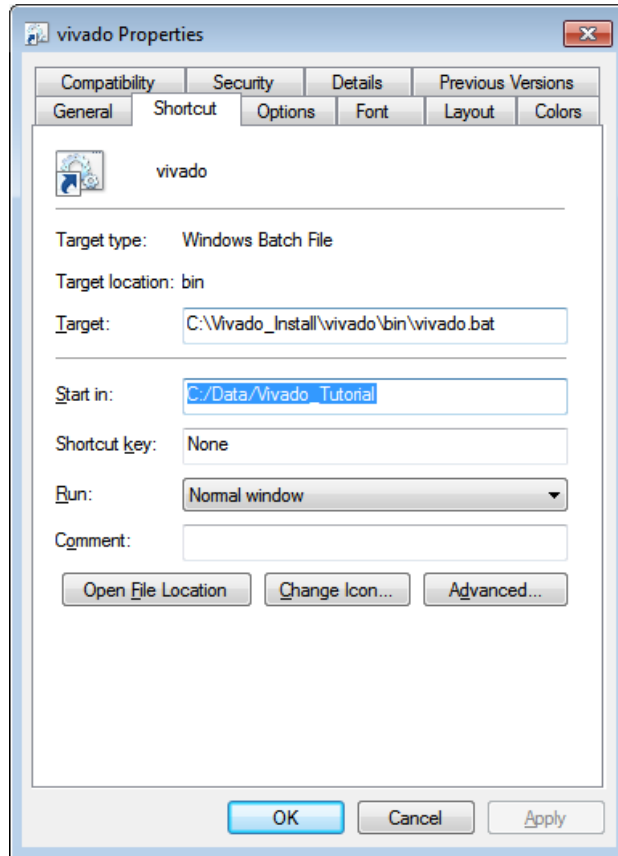 vivado Properties
Compatibility Security Details Previous Versions
General Shortcut Options Font Layout Colors
vivado
Target type: Windows Batch File
Target location: bin
Target: C:\Vivado_Install\vivado\bin\vivado.bat
Start in: C:/Data/Vivado_Tutorial
Shortcut key: None
Run: Normal window
Comment:
Open File Location Change Icon... Advanced...
OK Cancel Apply